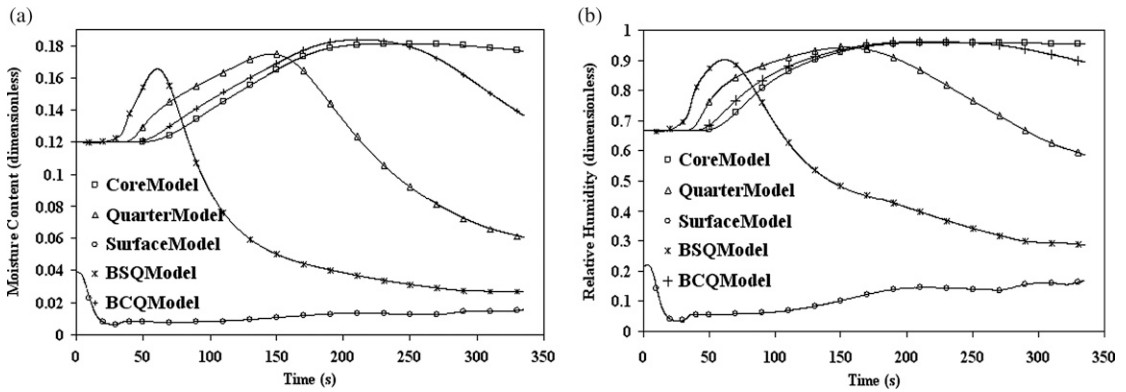 (a)
Moisture Content (dimensionless)
0.18
0.16
0.14
0.12
0.10
0.08
0.06
0.04
0.02
0
CoreModel
QuarterModel
SurfaceModel
BSQModel
BCQModel
0 50 100 150 200 250 300 350
Time (s)
(b)
Relative Humidity (dimensionless)
1
0.9
0.8
0.7
0.6
0.5
0.4
0.3
0.2
0.1
0
CoreModel
QuarterModel
SurfaceModel
BSQModel
BCQModel
0 50 100 150 200 250 300 350
Time (s)